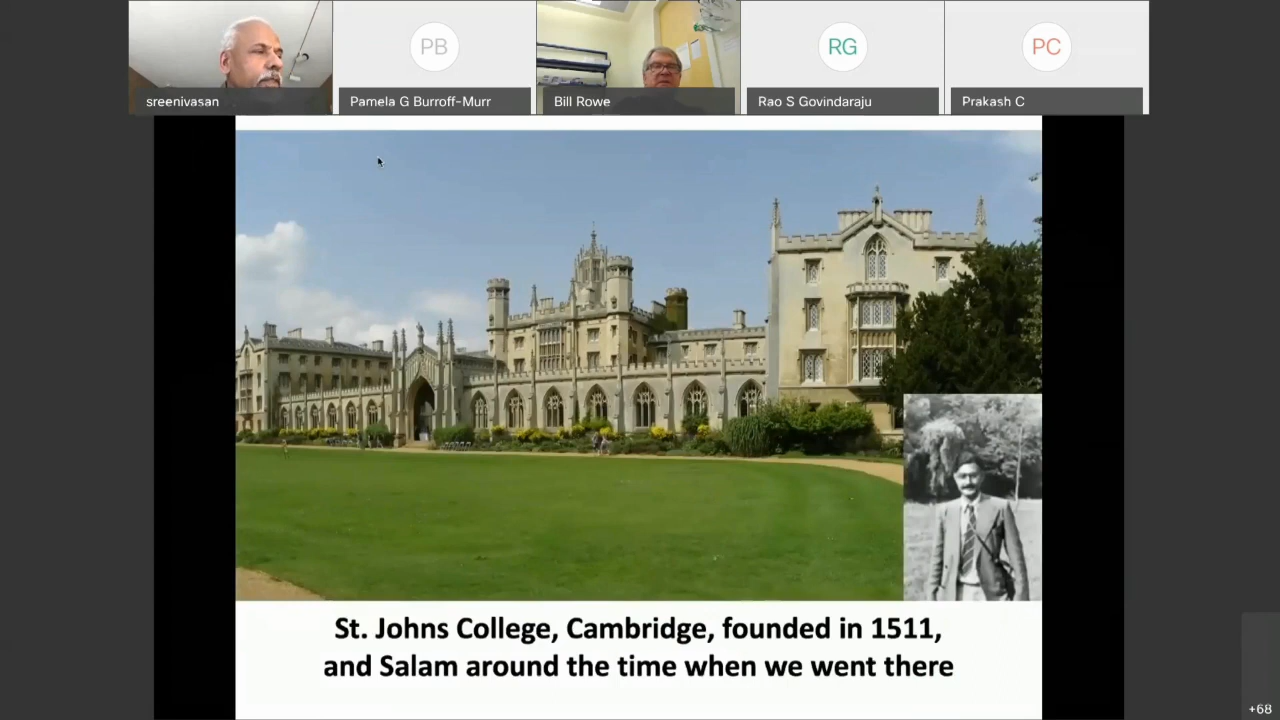 sreenivasan
PB
Pamela G Burroff-Murr
Bill Rowe
RG
Rao S Govindaraju
PC
Prakash C
St. Johns College, Cambridge, founded in 1511,
and Salam around the time when we went there
+68